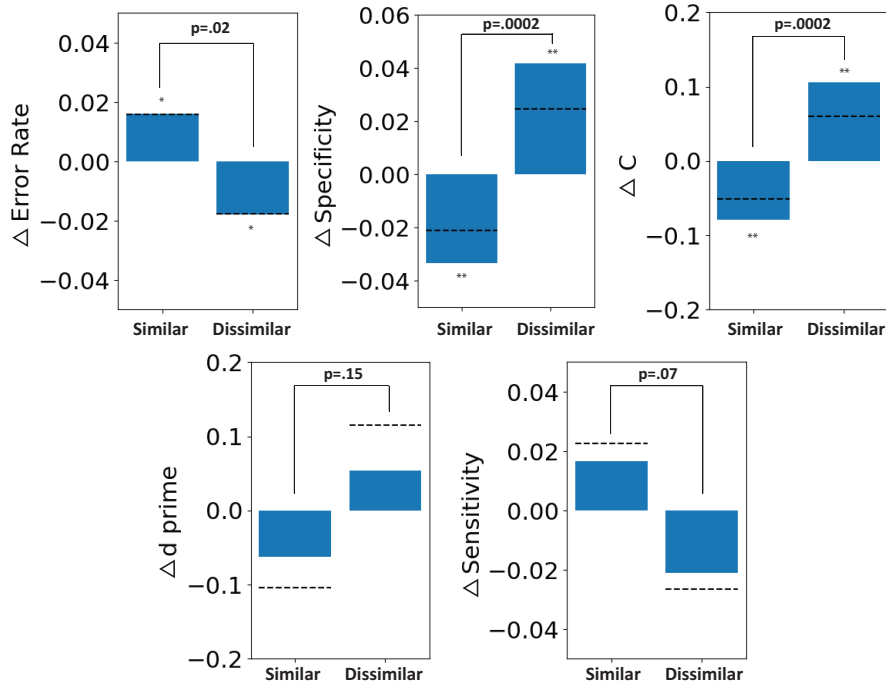 △ Error Rate
0.04
0.02
0.00
−0.02
−0.04
p=.02
*
*
Similar
Dissimilar
△ Specificity
0.06
0.04
0.02
0.00
−0.02
−0.04
p=.0002
**
**
Similar
Dissimilar
△ C
0.2
0.1
0.0
−0.1
−0.2
p=.0002
**
**
Similar
Dissimilar
△d prime
0.2
0.1
0.0
−0.1
−0.2
p=.15
Similar
Dissimilar
△ Sensitivity
0.04
0.02
0.00
−0.02
−0.04
p=.07
Similar
Dissimilar